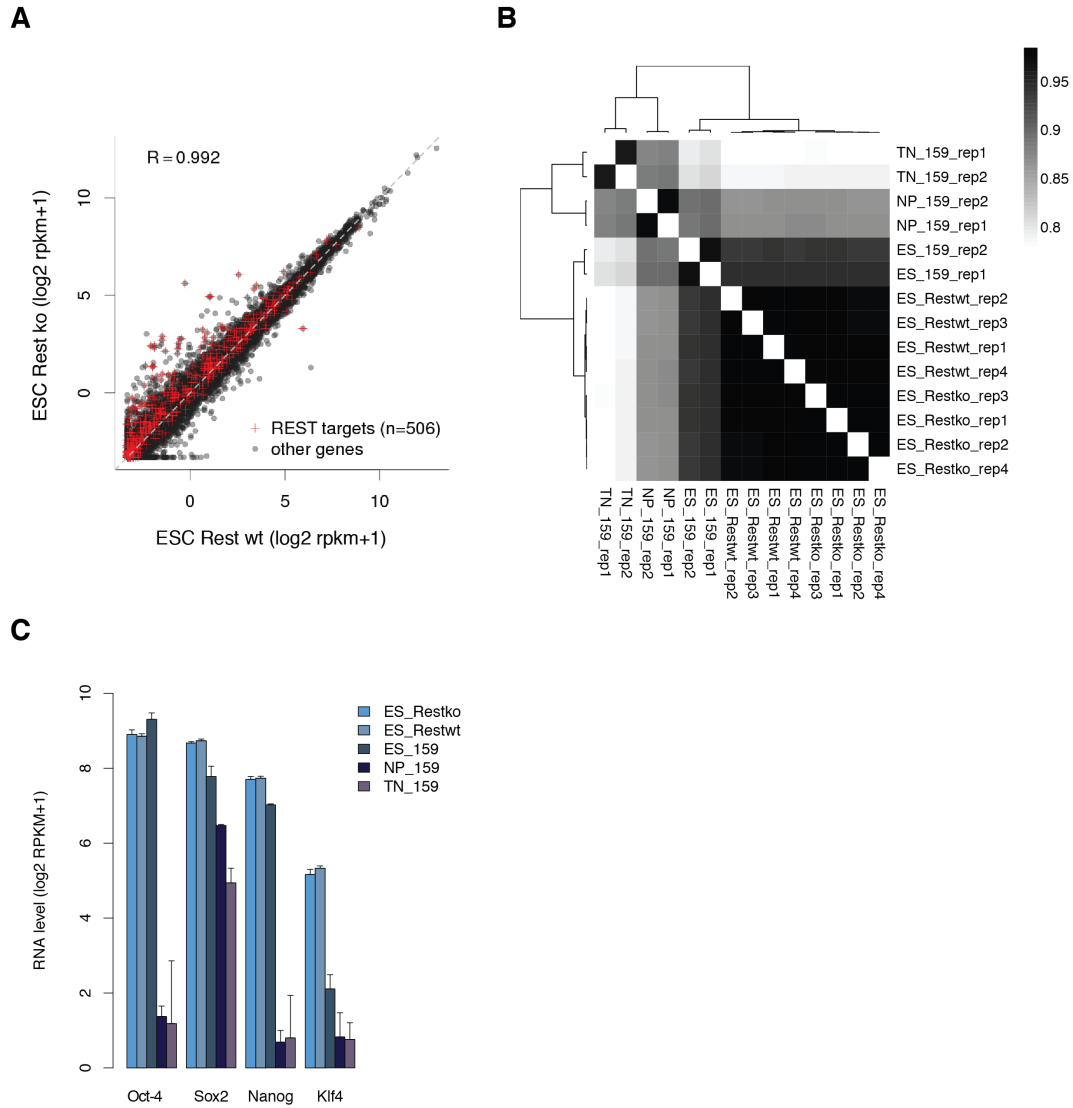 A
B
R = 0.992
ESC Rest ko (log2 rpkm+1)
10
5
0
REST targets (n=506)
other genes
0
5
10
ESC Rest wt (log2 rpkm+1)
0.95
0.9
0.85
0.8
TN_159_rep1
TN_159_rep2
NP_159_rep2
NP_159_rep1
ES_159_rep2
ES_159_rep1
ES_Restwt_rep2
ES_Restwt_rep3
ES_Restwt_rep1
ES_Restwt_rep4
ES_Restko_rep3
ES_Restko_rep1
ES_Restko_rep2
ES_Restko_rep4
TN_159_rep1
TN_159_rep2
NP_159_rep2
NP_159_rep1
ES_159_rep2
ES_159_rep1
ES_Restwt_rep2
ES_Restwt_rep3
ES_Restwt_rep1
ES_Restwt_rep4
ES_Restko_rep3
ES_Restko_rep1
ES_Restko_rep2
ES_Restko_rep4
C
RNA level (log2 RPKM+1)
10
8
6
4
2
0
ES_Restko
ES_Restwt
ES_159
NP_159
TN_159
Oct-4
Sox2
Nanog
Klf4